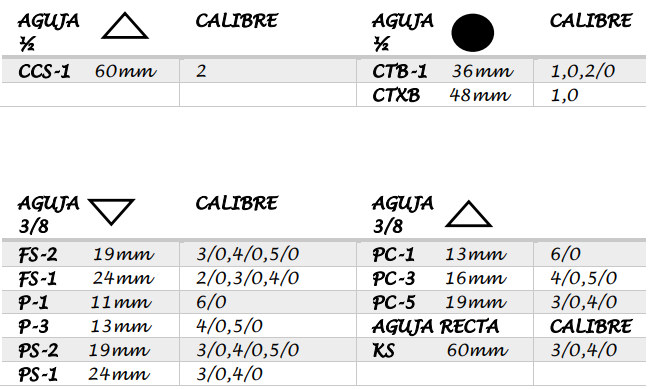 AGUJA CALIBRE
½
CCS-1 60mm 2
AGUJA CALIBRE
½
CTB-1 36mm 1,0,2/0
CTXB 48mm 1,0
AGUJA CALIBRE
3/8
FS-2 19mm 3/0,4/0,5/0
FS-1 24mm 2/0,3/0,4/0
P-1 11mm 6/0
P-3 13mm 4/0,5/0
PS-2 19mm 3/0,4/0,5/0
PS-1 24mm 3/0,4/0
AGUJA
3/8
PC-1 13mm 6/0
PC-3 16mm 4/0,5/0
PC-5 19mm 3/0,4/0
AGUJA RECTA CALIBRE
KS 60mm 3/0,4/0